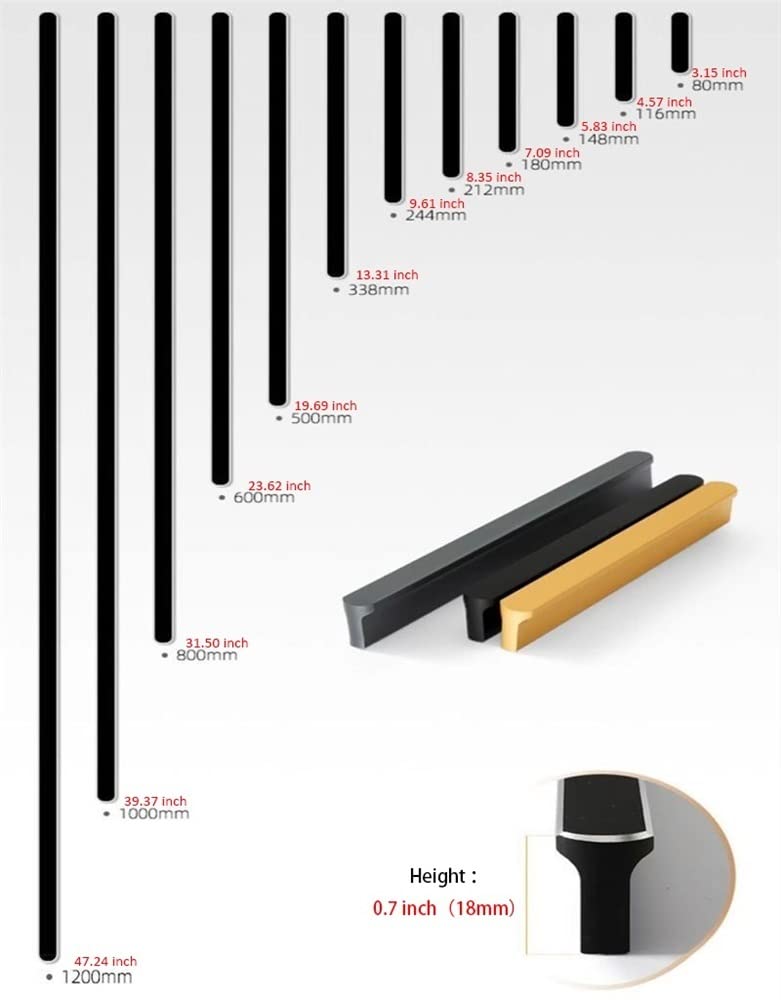 3.15 inch
80mm
4.57 inch
116mm
5.83 inch
148mm
7.09 inch
180mm
8.35 inch
212mm
9.61 inch
244mm
13.31 inch
338mm
19.69 inch
500mm
23.62 inch
600mm
31.50 inch
800mm
39.37 inch
1000mm
Height：
0.7 inch（18mm）
47.24 inch
1200mm